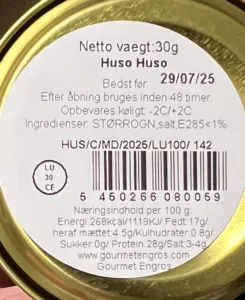 Netto vaegt:30g
Huso Huso
Bedst før: 29/07/25
Efter åbning bruges inden 48 timer.
Opbevares køligt: -2C/+2C
Ingredienser: STØRROGN,salt,E285<1%
HUS/C/MD/2025/LU100/ 142
LU
30
CE
5 450266 080059
Næringsindhold per 100 g:
Energi:268kcal/1119KJ/ Fedt:17g/
heraf mættet:4.5g/Kulhudrater:0.8g/
Sukker:0g/ Protein:28g/Salt:3-4g
www.gourmetengros.com
Gourmet Engros